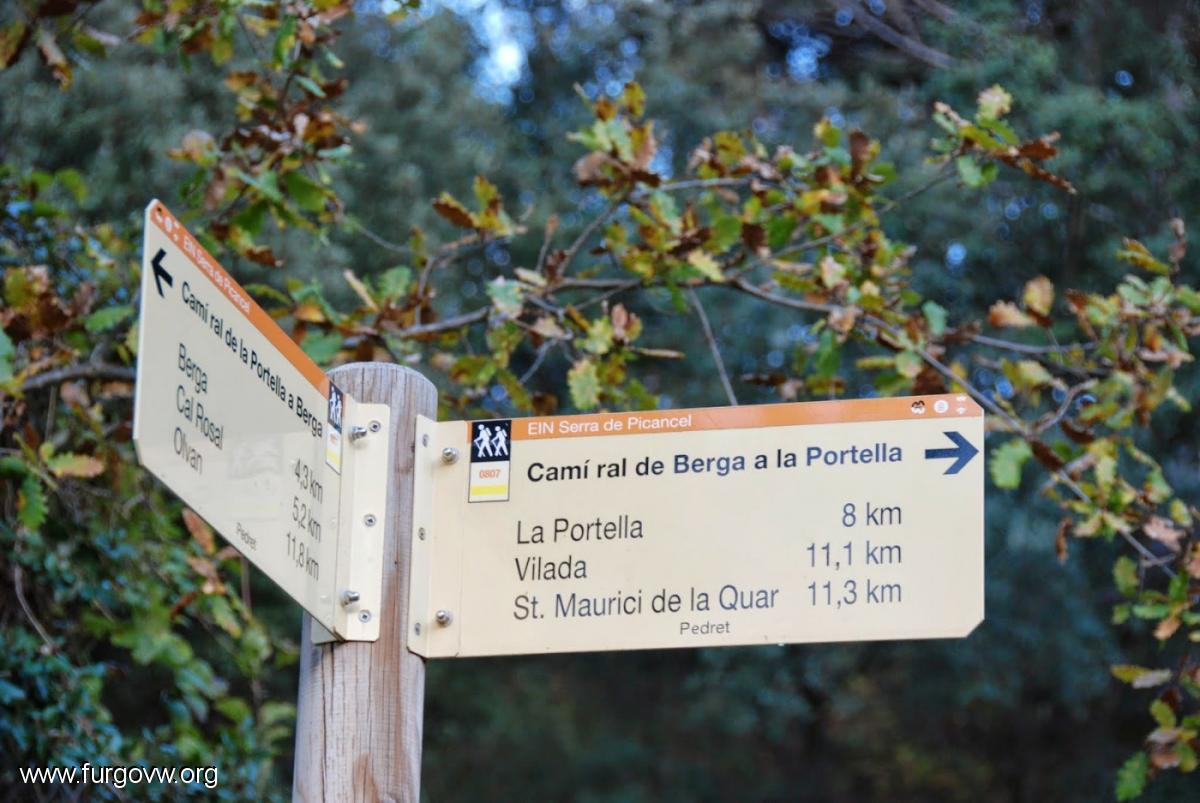 EIN Serra de Picancel
Camí ral de la Portella a Berga
Berga 4,3 km
Cal Rosal 5,2 km
Olvan 11,8 km
Pedret
EIN Serra de Picancel
0807
Camí ral de Berga a la Portella
La Portella 8 km
Vilada 11,1 km
St. Maurici de la Quar 11,3 km
Pedret
www.furgovw.org